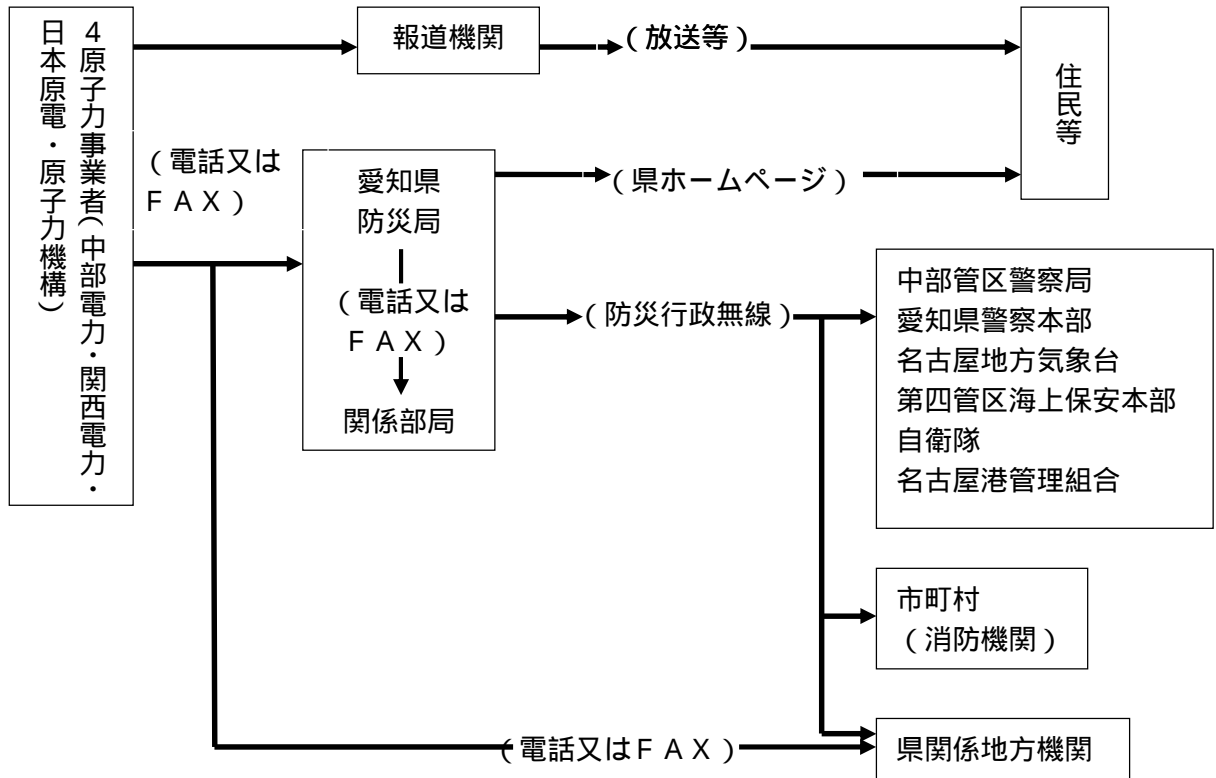 4原子力事業者(中部電力・関西電力・
日本原電・原子力機構)
報道機関
(放送等)
住民等
(電話又は
FAX)
愛知県
防災局
(電話又は
FAX)
関係部局
(県ホームページ)
(防災行政無線)
中部管区警察局
愛知県警察本部
名古屋地方気象台
第四管区海上保安本部
自衛隊
名古屋港管理組合
市町村
(消防機関)
(電話又はFAX)
県関係地方機関